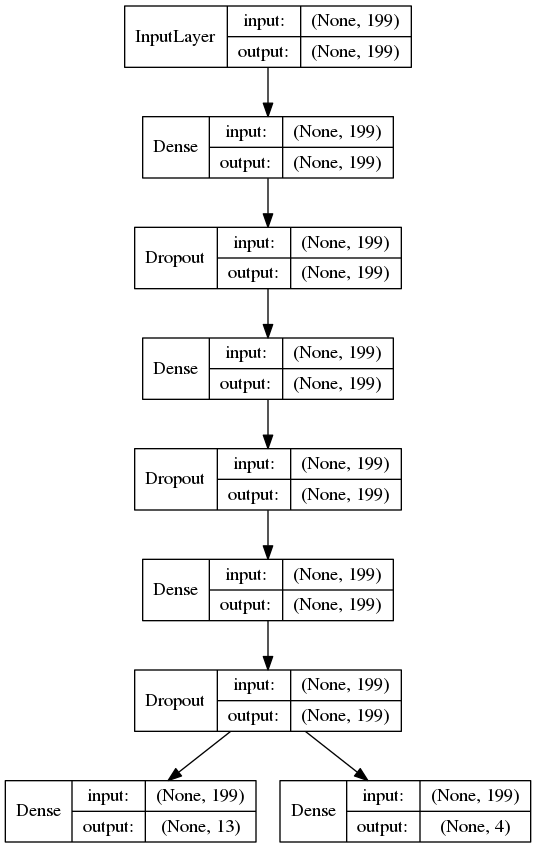 InputLayer
input: (None, 199)
output: (None, 199)
Dense
input: (None, 199)
output: (None, 199)
Dropout
input: (None, 199)
output: (None, 199)
Dense
input: (None, 199)
output: (None, 199)
Dropout
input: (None, 199)
output: (None, 199)
Dense
input: (None, 199)
output: (None, 199)
Dropout
input: (None, 199)
output: (None, 199)
Dense
input: (None, 199)
output: (None, 13)
Dense
input: (None, 199)
output: (None, 4)